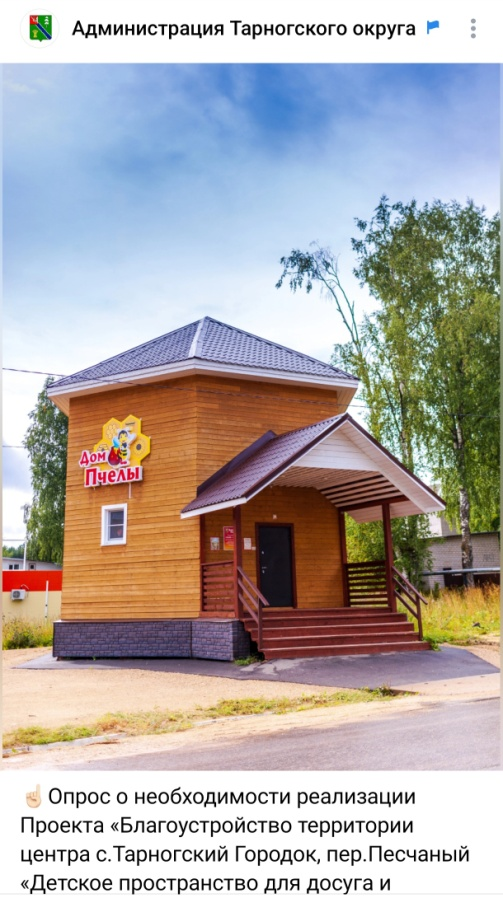 Администрация Тарногского округа
Дом
Пчелы
☝🏻Опрос о необходимости реализации
Проекта «Благоустройство территории
центра с.Тарногский Городок, пер.Песчаный
«Детское пространство для досуга и